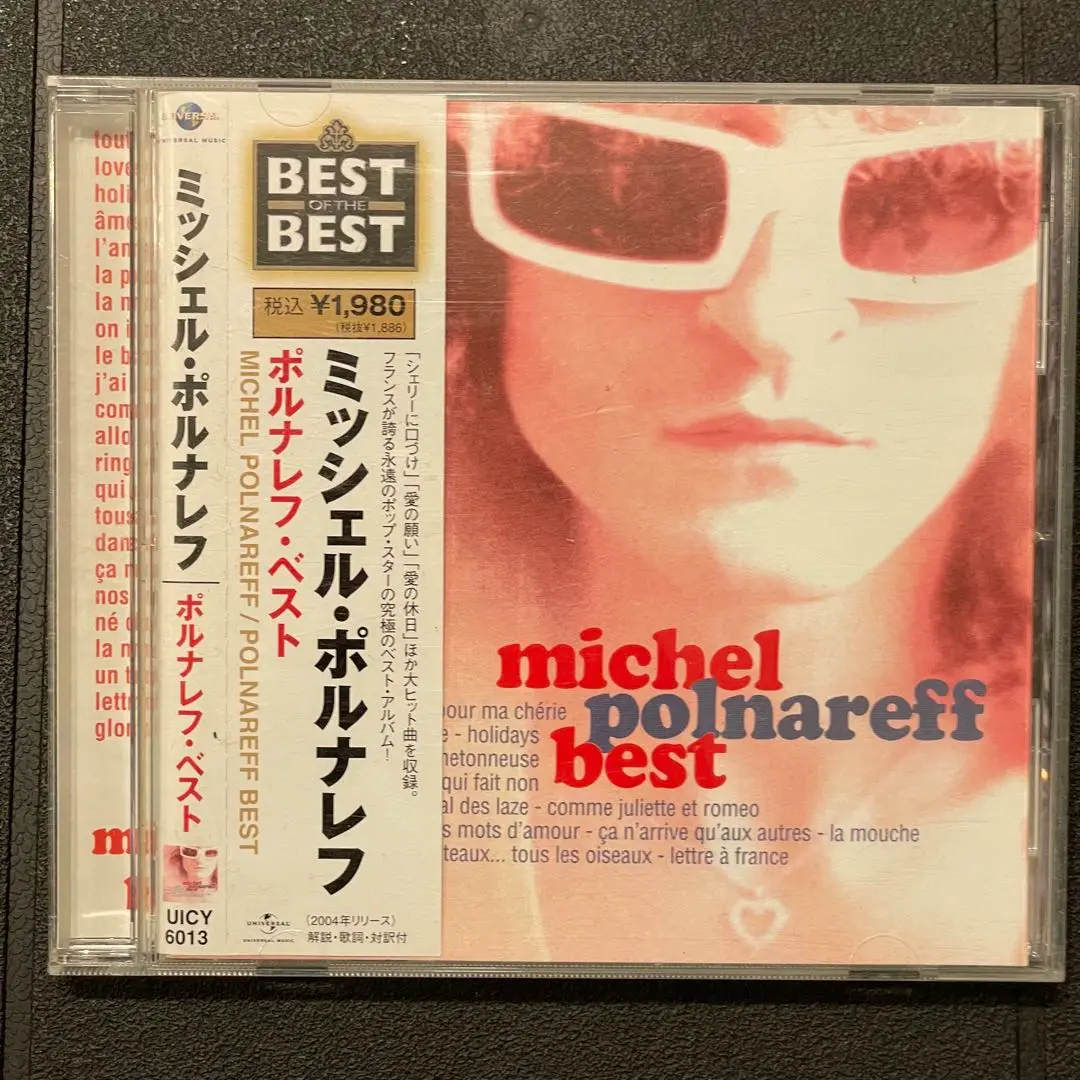 tout
love
holi
âme
l'an
la p
la m
on i
le b
j'ai
com
allo
ring
qui
tous
dans
ça n
nos
né d
la m
un t
lettr
glor
UNIVERSAL
UNIVERSAL MUSIC
ミッシェル・ポルナレフ
ポルナレフ・ベスト
UICY
6013
BEST
OF THE
BEST
税込 ¥1,980
(税抜¥1,886)
「シェリーに口づけ」「愛の願い」「愛の休日」ほか大ヒット曲を収録。
フランスが誇る永遠のポップ・スターの究極のベスト・アルバム!
ミッシェル・ポルナレフ
ポルナレフ・ベスト
MICHEL POLNAREFF / POLNAREFF BEST
UNIVERSAL
UNIVERSAL MUSIC
(2004年リリース)
解説・歌詞・対訳付
michel
polnareff
best
pour ma chérie
e - holidays
netonneuse
qui fait non
al des laze - comme juliette et romeo
s mots d'amour - ça n'arrive qu'aux autres - la mouche
teaux... tous les oiseaux - lettre à france